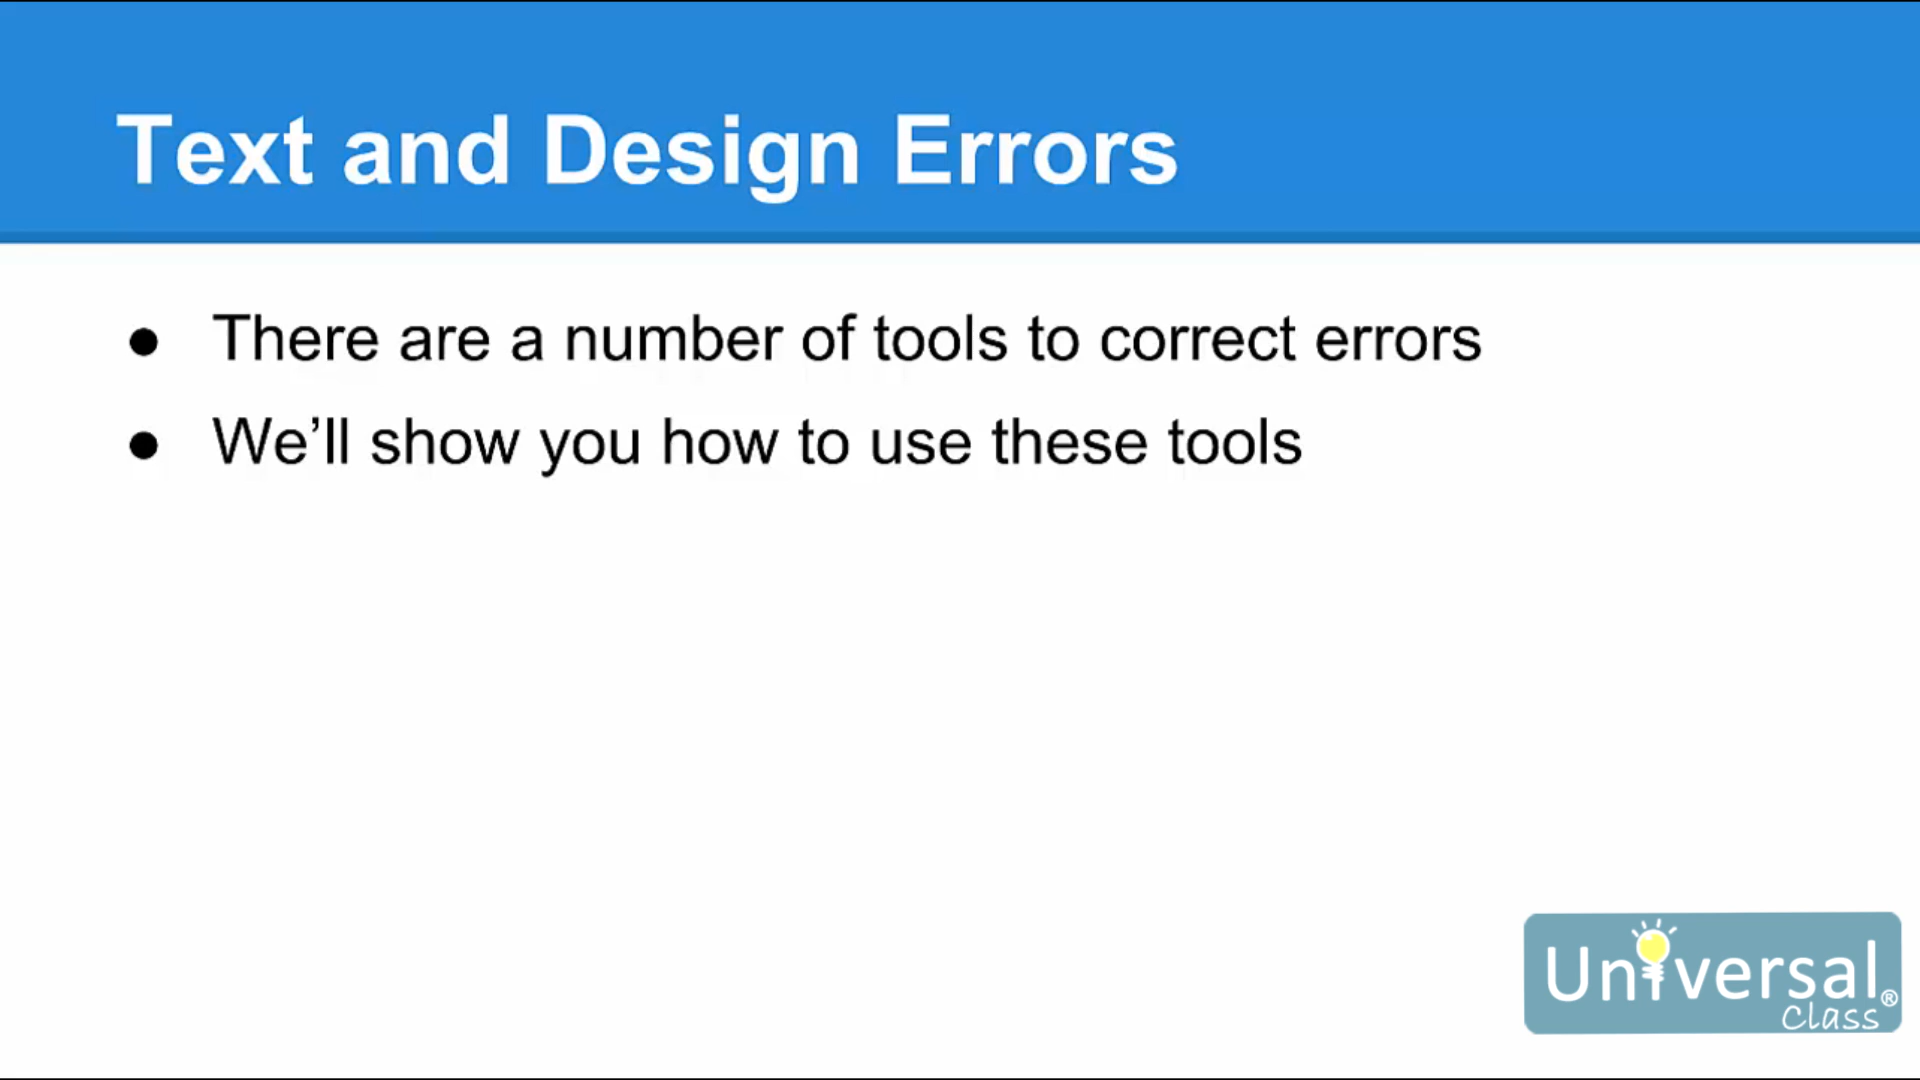 Text and Design Errors
● There are a number of tools to correct errors
● We’ll show you how to use these tools
Universal®
Class